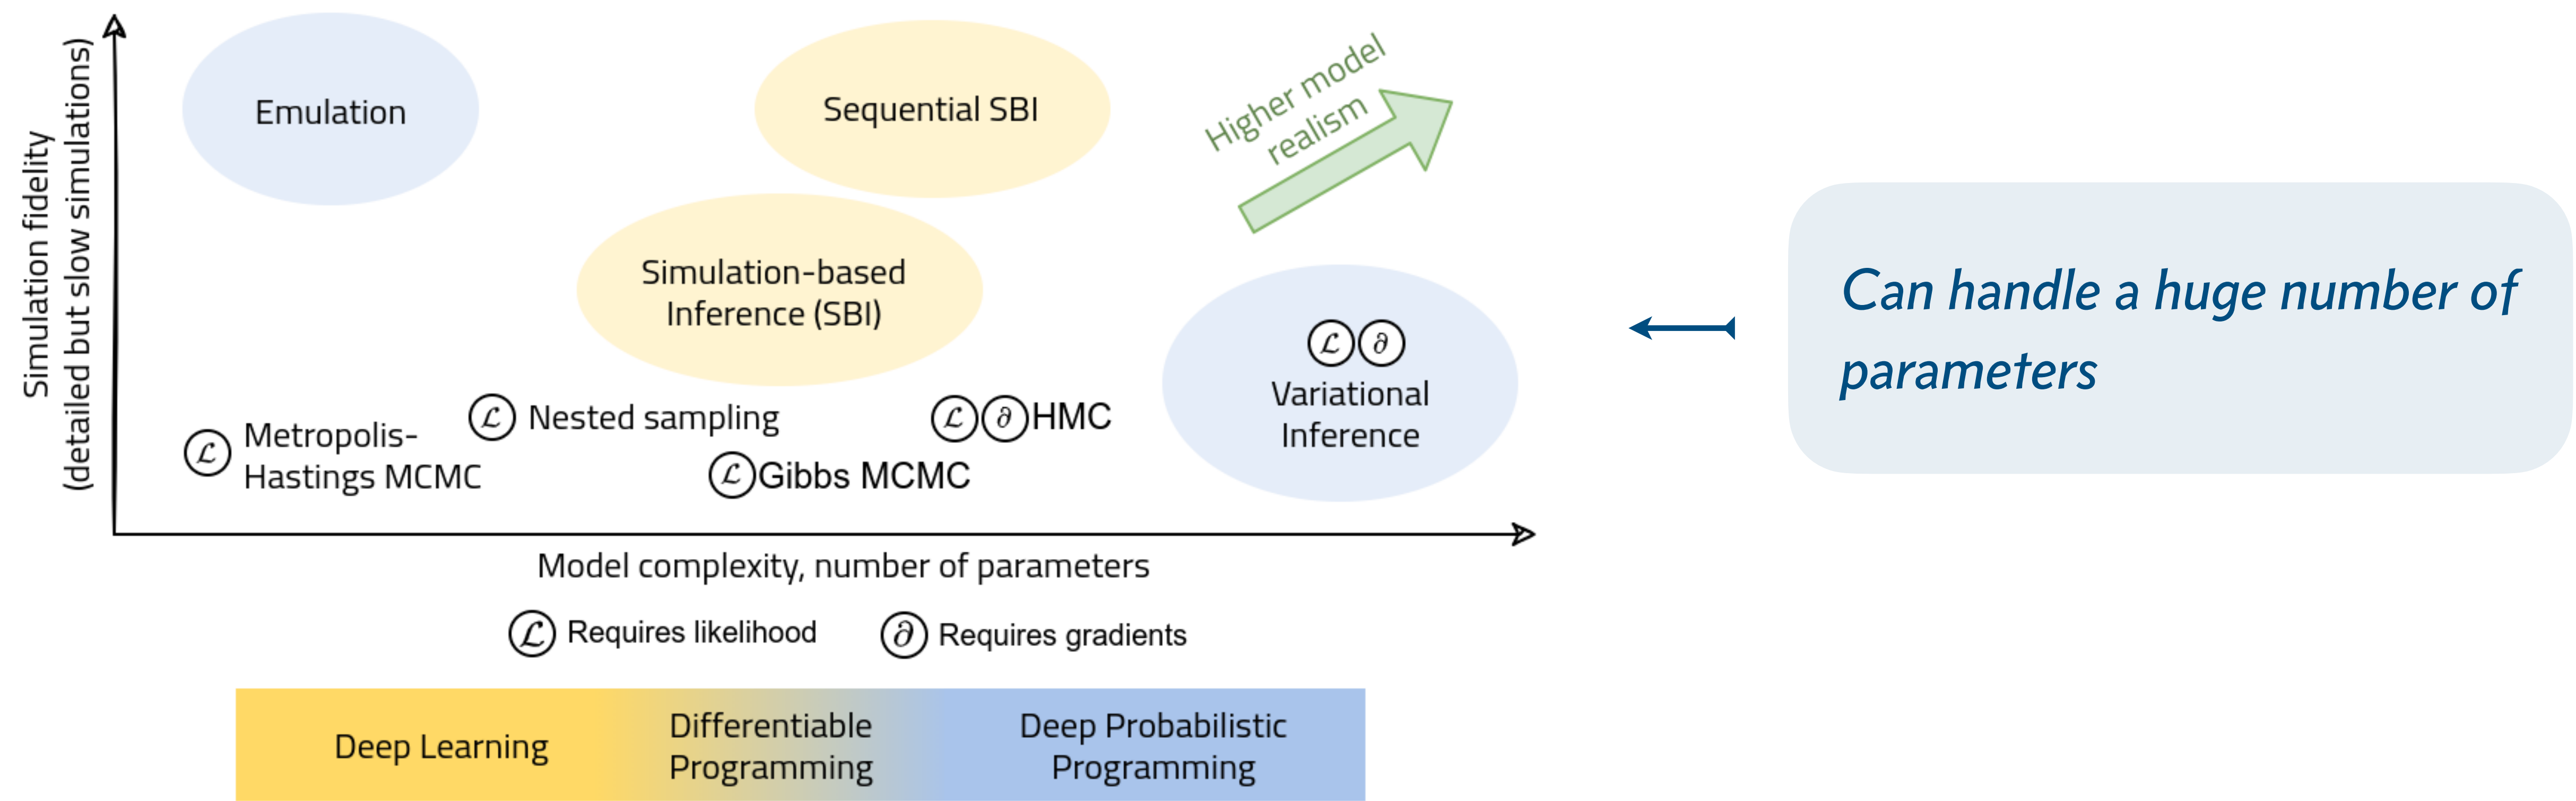 Simulation fidelity
(detailed but slow simulations)
Emulation
Sequential SBI
Higher model
realism
Simulation-based
Inference (SBI)
ℒ Metropolis-
Hastings MCMC
ℒ Nested sampling
ℒ Gibbs MCMC
ℒ ∂ HMC
ℒ ∂
Variational
Inference
Can handle a huge number of
parameters
Model complexity, number of parameters
ℒ Requires likelihood
∂ Requires gradients
Deep Learning
Differentiable
Programming
Deep Probabilistic
Programming